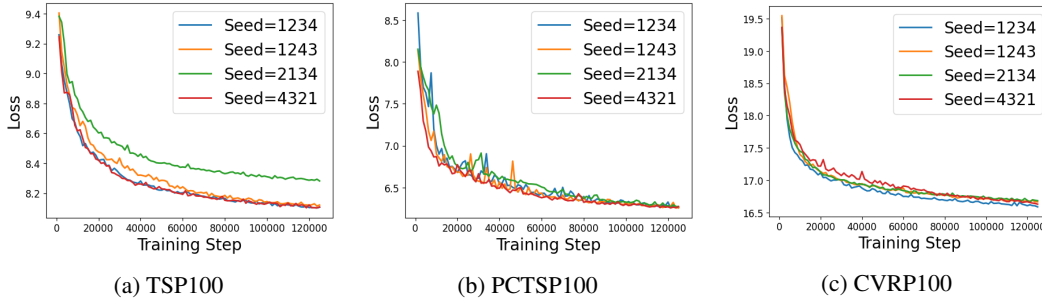 9.4
9.2
9.0
8.8
8.6
8.4
8.2
Loss
0 20000 40000 60000 80000 100000 120000
Training Step
Seed=1234
Seed=1243
Seed=2134
Seed=4321
(a) TSP100
8.5
8.0
7.5
7.0
6.5
Loss
0 20000 40000 60000 80000 100000 120000
Training Step
Seed=1234
Seed=1243
Seed=2134
Seed=4321
(b) PCTSP100
19.5
19.0
18.5
18.0
17.5
17.0
16.5
Loss
0 20000 40000 60000 80000 100000 120000
Training Step
Seed=1234
Seed=1243
Seed=2134
Seed=4321
(c) CVRP100